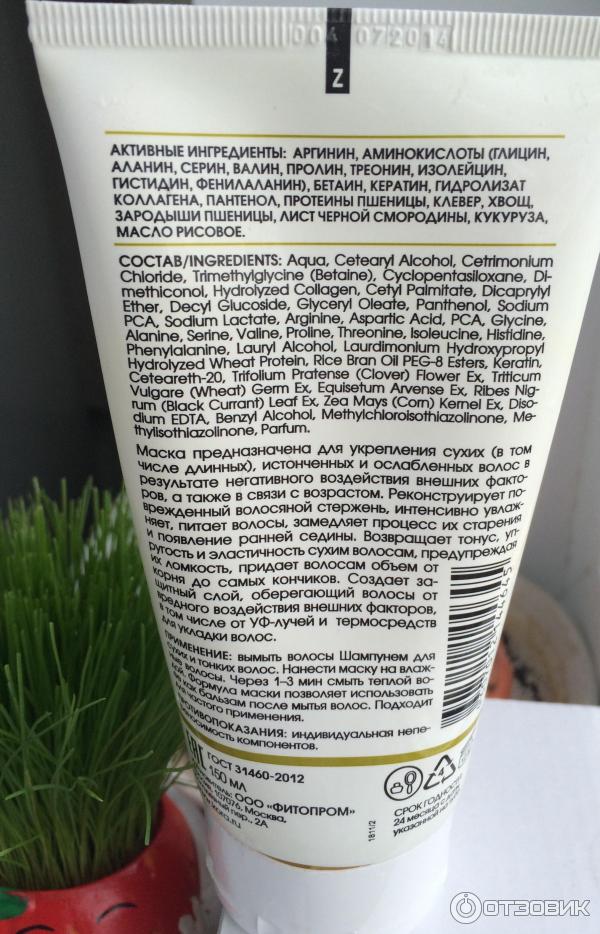 004 072014
Z
АКТИВНЫЕ ИНГРЕДИЕНТЫ: АРГИНИН, АМИНОКИСЛОТЫ (ГЛИЦИН,
АЛАНИН, СЕРИН, ВАЛИН, ПРОЛИН, ТРЕОНИН, ИЗОЛЕЙЦИН,
ГИСТИДИН, ФЕНИЛАЛАНИН), БЕТАИН, КЕРАТИН, ГИДРОЛИЗАТ
КОЛЛАГЕНА, ПАНТЕНОЛ, ПРОТЕИНЫ ПШЕНИЦЫ, КЛЕВЕР, ХВОЩ,
ЗАРОДЫШИ ПШЕНИЦЫ, ЛИСТ ЧЕРНОЙ СМОРОДИНЫ, КУКУРУЗА,
МАСЛО РИСОВОЕ.
СОСТАВ/INGREDIENTS: Aqua, Cetearyl Alcohol, Cetrimonium
Chloride, Trimethylglycine (Betaine), Cyclopentasiloxane, Di-
methiconol, Hydrolyzed Collagen, Cetyl Palmitate, Dicaprylyl
Ether, Decyl Glucoside, Glyceryl Oleate, Panthenol, Sodium
PCA, Sodium Lactate, Arginine, Aspartic Acid, PCA, Glycine,
Alanine, Serine, Valine, Proline, Threonine, Isoleucine, Histidine,
Phenylalanine, Lauryl Alcohol, Laurdimonium Hydroxypropyl
Hydrolyzed Wheat Protein, Rice Bran Oil PEG-8 Esters, Keratin,
Ceteareth-20, Trifolium Pratense (Clover) Flower Ex, Triticum
Vulgare (Wheat) Germ Ex, Equisetum Arvense Ex, Ribes Nig-
rum (Black Currant) Leaf Ex, Zea Mays (Corn) Kernel Ex, Diso-
dium EDTA, Benzyl Alcohol, Methylchloroisothiazolinone, Me-
thylisothiazolinone, Parfum.
Маска предназначена для укрепления сухих (в том
числе длинных), истонченных и ослабленных волос в
результате негативного воздействия внешних факто-
ров, а также в связи с возрастом. Реконструирует по-
врежденный волосяной стержень, интенсивно увлаж-
няет, питает волосы, замедляет процесс их старения
и появление ранней седины. Возвращает тонус, уп-
ругость и эластичность сухим волосам, предупреждая
их ломкость, придает волосам объем от
корня до самых кончиков. Создает за-
щитный слой, оберегающий волосы от
вредного воздействия внешних факторов,
в том числе от УФ-лучей и термосредств
для укладки волос.
ПРИМЕНЕНИЕ: вымыть волосы Шампунем для
сухих и тонких волос. Нанести маску на влаж-
волосы. Через 1-3 мин смыть теплой во-
Формула маски позволяет использовать
как бальзам после мытья волос. Подходит
частого применения.
индивидуальная непе-
компонентов.
ГОСТ 31460-2012
150 МЛ
ООО «ФИТОПРОМ»
107076, Москва,
пер., 2А
4
СРОК ГОДНОСТИ
24 месяца с
указанной
1811/2
ОТЗОВИК